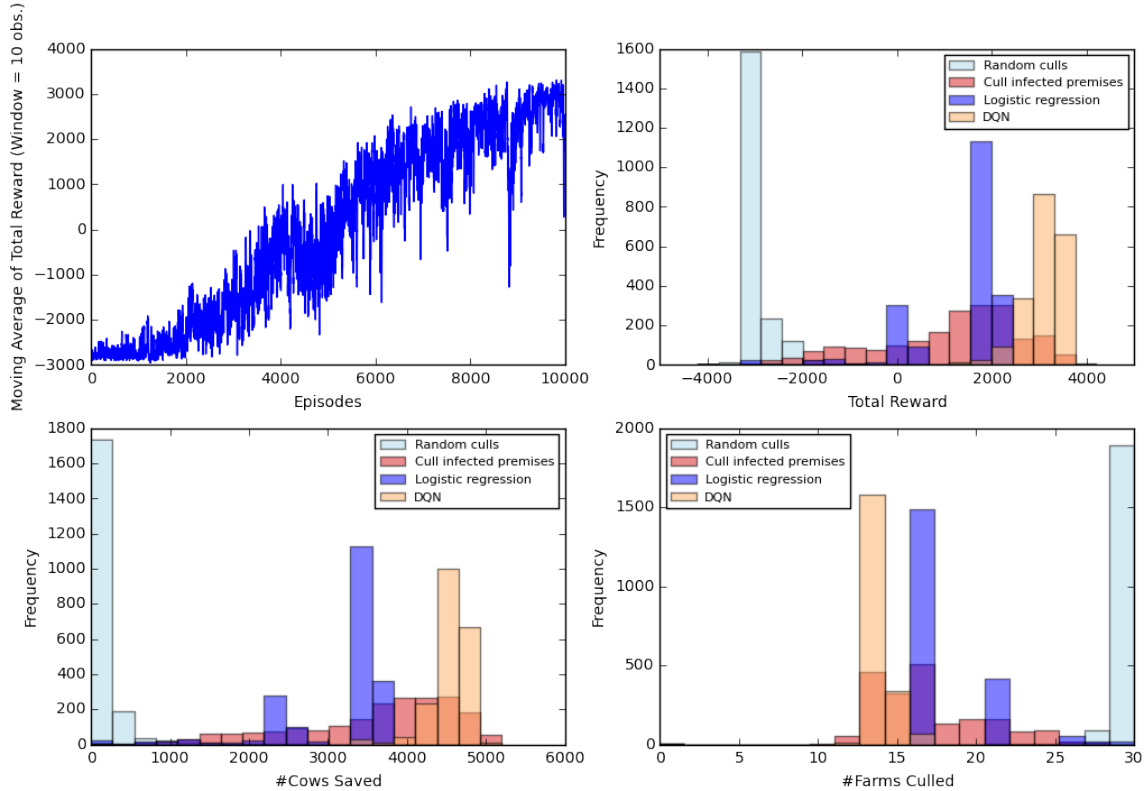 Moving Average of Total Reward (Window = 10 obs.)
4000
3000
2000
1000
0
−1000
−2000
−3000
0 2000 4000 6000 8000 10000
Episodes
Frequency
1600
1400
1200
1000
800
600
400
200
0
−4000 −2000 0 2000 4000
Total Reward
Random culls
Cull infected premises
Logistic regression
DQN
Frequency
1800
1600
1400
1200
1000
800
600
400
200
0
0 1000 2000 3000 4000 5000 6000
#Cows Saved
Random culls
Cull infected premises
Logistic regression
DQN
Frequency
2000
1500
1000
500
0
0 5 10 15 20 25 30
#Farms Culled
Random culls
Cull infected premises
Logistic regression
DQN